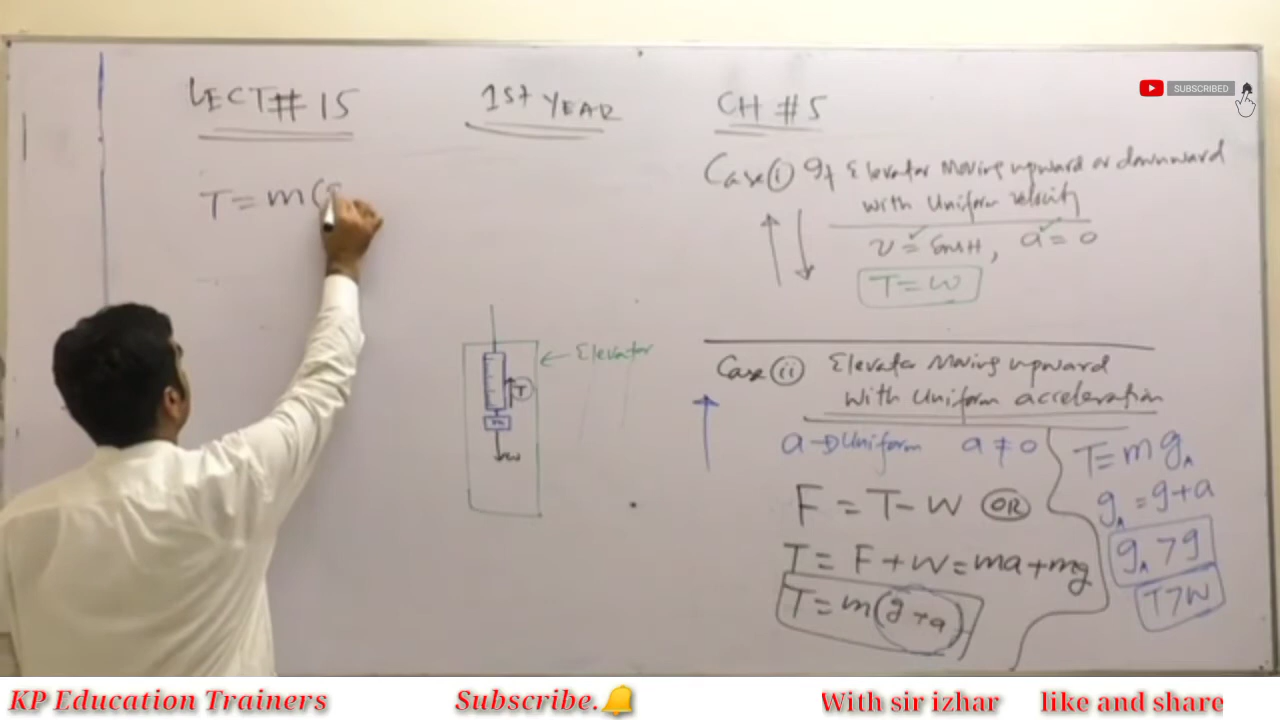 LECT# 15
1st YEAR
CH # 5
SUBSCRIBED
T = m(g
Case (i) If Elevator Moving upward or downward
with uniform velocity
v = const, a = 0
T = W
Elevator
T
m
w
Case (ii) Elevator Moving upward
with uniform acceleration
a → Uniform a ≠ 0
F = T - W OR
T = F + W = ma + mg
T = m(g + a)
T = m gA
gA = g + a
gA > g
T > W
KP Education Trainers
Subscribe.🔔
With sir izhar
like and share